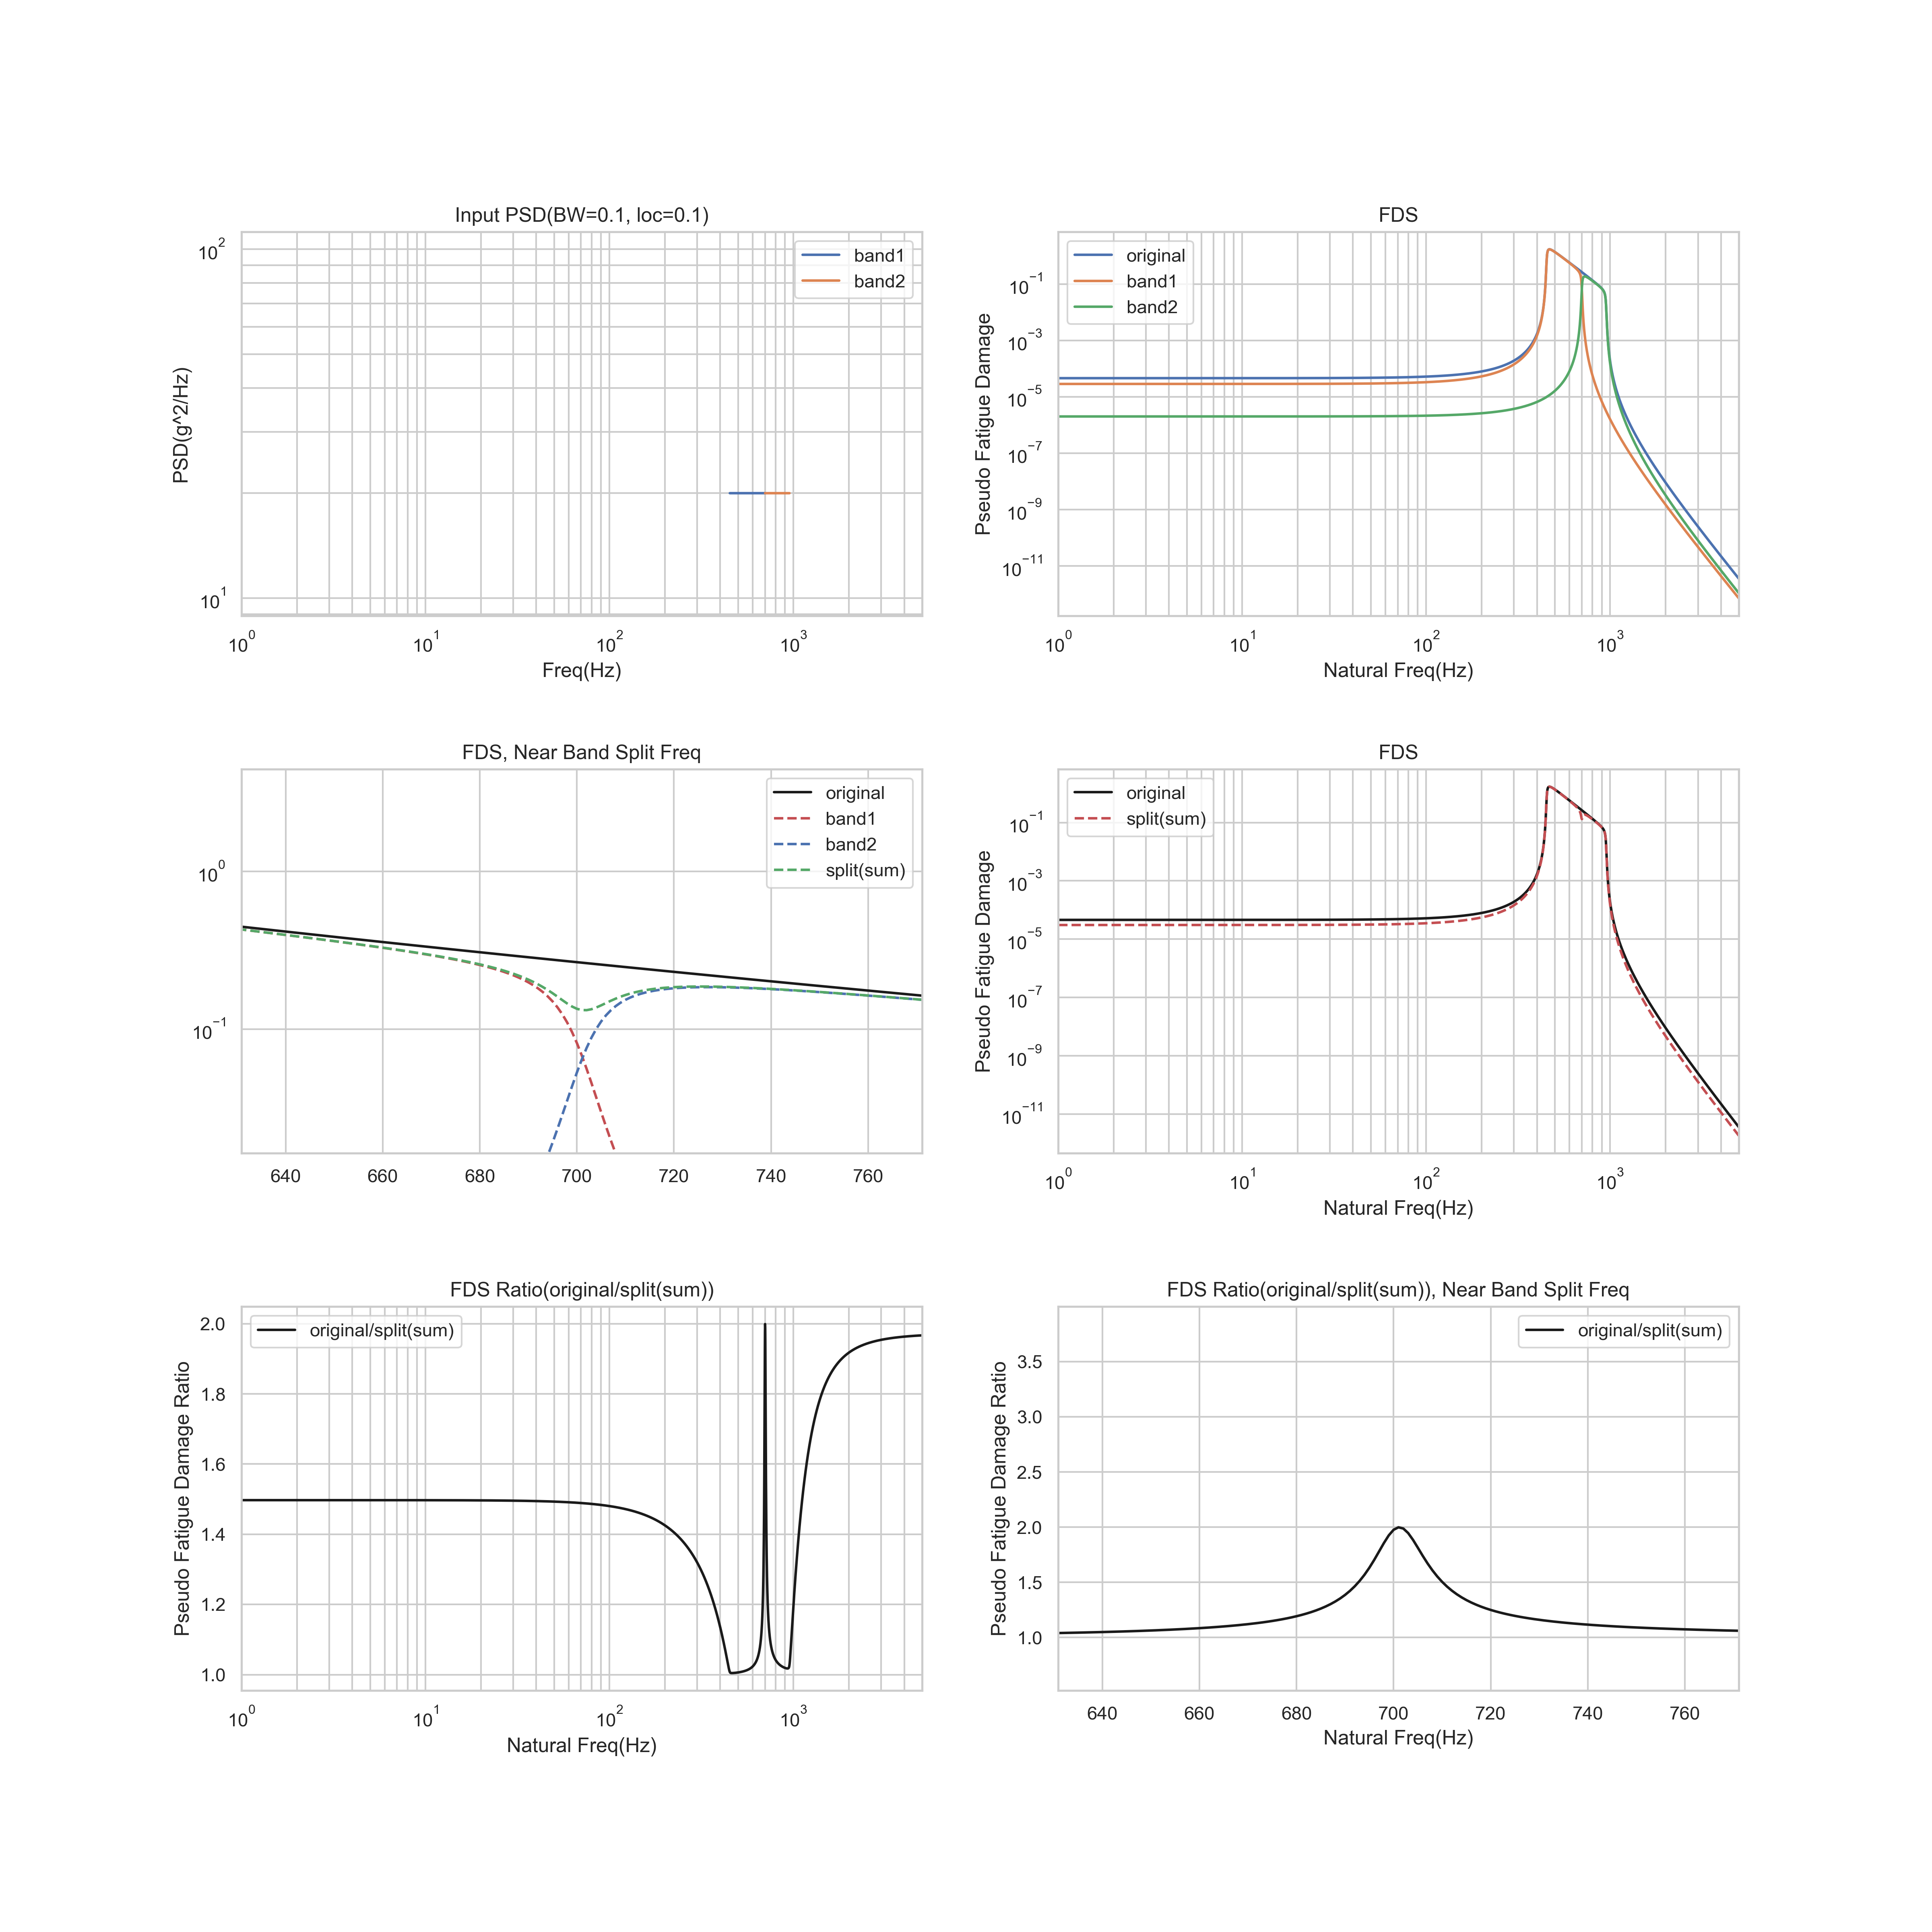 Input PSD(BW=0.1, loc=0.1)
PSD(g^2/Hz)
10^2
10^1
band1
band2
10^0 10^1 10^2 10^3
Freq(Hz)
FDS
Pseudo Fatigue Damage
10^−1
10^−3
10^−5
10^−7
10^−9
10^−11
original
band1
band2
10^0 10^1 10^2 10^3
Natural Freq(Hz)
FDS, Near Band Split Freq
10^0
10^−1
original
band1
band2
split(sum)
640 660 680 700 720 740 760
FDS
Pseudo Fatigue Damage
10^−1
10^−3
10^−5
10^−7
10^−9
10^−11
original
split(sum)
10^0 10^1 10^2 10^3
Natural Freq(Hz)
FDS Ratio(original/split(sum))
Pseudo Fatigue Damage Ratio
2.0
1.8
1.6
1.4
1.2
1.0
original/split(sum)
10^0 10^1 10^2 10^3
Natural Freq(Hz)
FDS Ratio(original/split(sum)), Near Band Split Freq
Pseudo Fatigue Damage Ratio
3.5
3.0
2.5
2.0
1.5
1.0
original/split(sum)
640 660 680 700 720 740 760
Natural Freq(Hz)